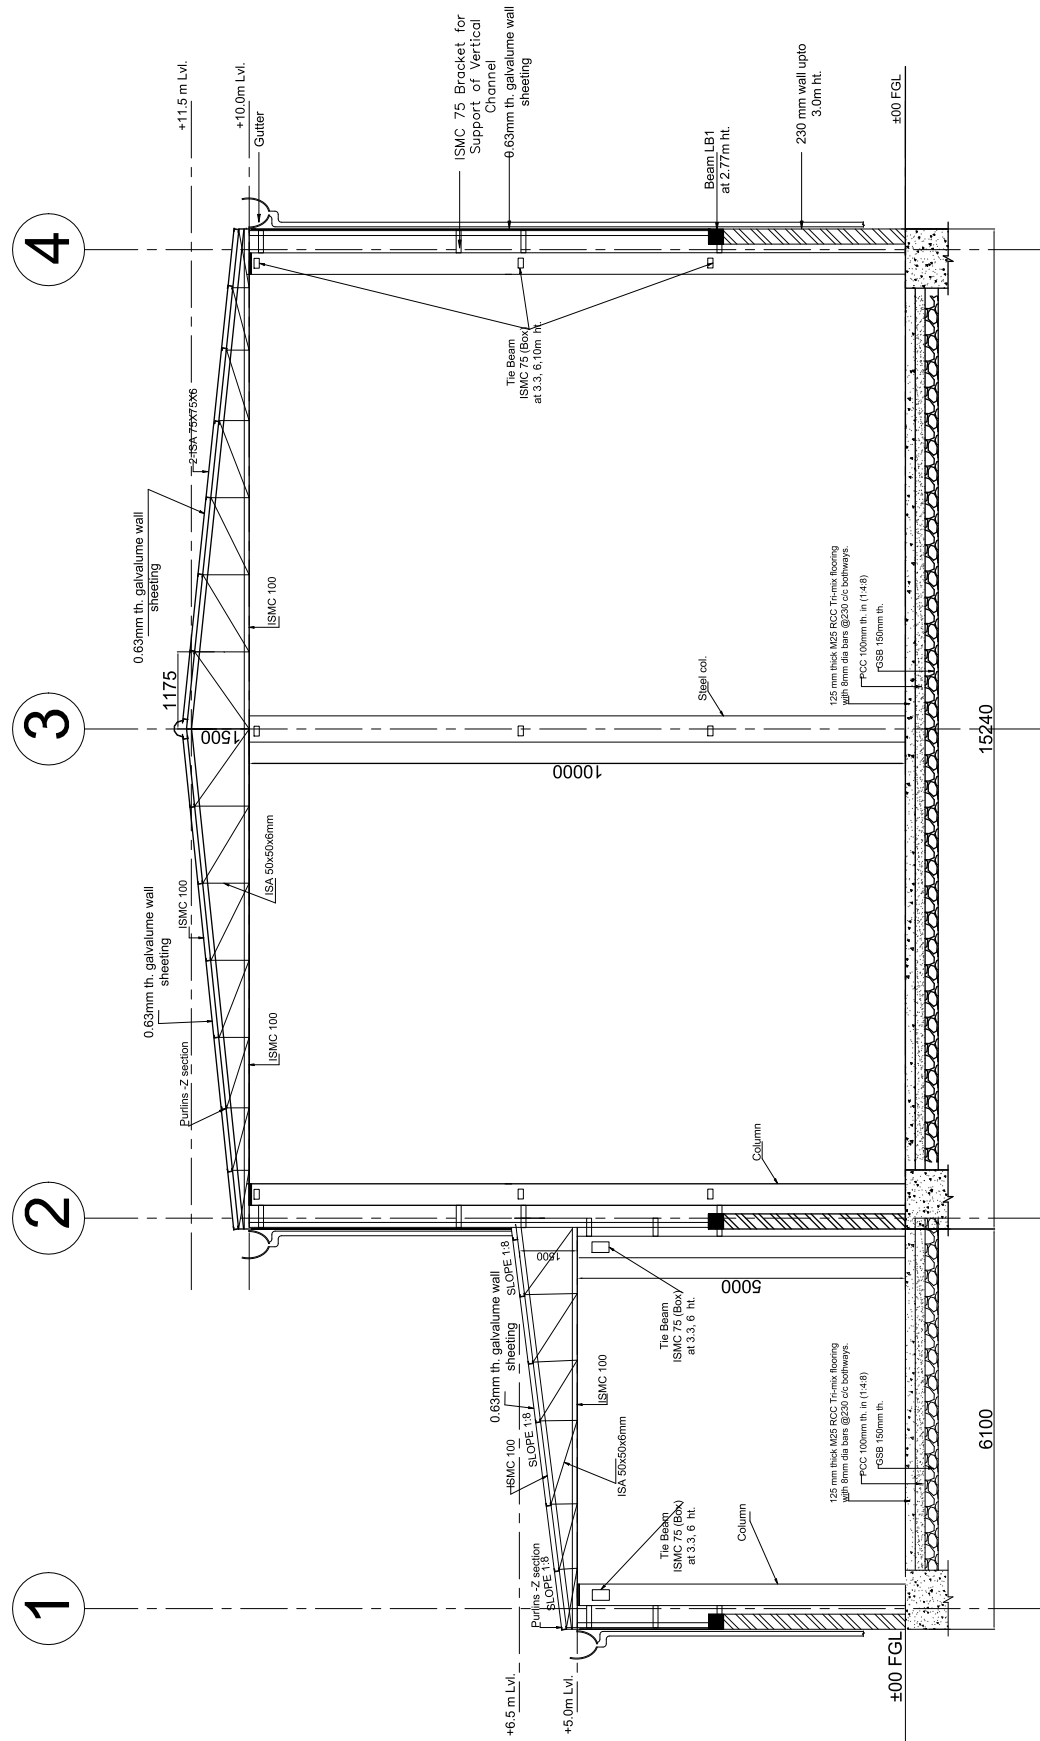 1
2
3
4
+11.5 m Lvl.
+10.0m Lvl.
Gutter
ISMC 75 Bracket for
Support of Vertical
Channel
0.63mm th. galvalume wall
sheeting
Beam LB1
at 2.77m ht.
230 mm wall upto
3.0m ht.
±00 FGL
Tie Beam
ISMC 75 (Box)
at 3.3, 6,10m ht.
2-ISA 75X75X6
0.63mm th. galvalume wall
sheeting
1175
1500
ISMC 100
Steel col.
10000
125 mm thick M25 RCC Tri-mix flooring
with 8mm dia bars @230 c/c bothways.
PCC 100mm th. in (1:4:8)
GSB 150mm th.
15240
ISA 50x50x6mm
ISMC 100
0.63mm th. galvalume wall
sheeting
ISMC 100
Purlins -Z section
Column
SLOPE 1:8
1500
0.63mm th. galvalume wall
sheeting
5000
Tie Beam
ISMC 75 (Box)
at 3.3, 6 ht.
ISMC 100
SLOPE 1:8
ISMC 100
ISA 50x50x6mm
125 mm thick M25 RCC Tri-mix flooring
with 8mm dia bars @230 c/c bothways.
PCC 100mm th. in (1:4:8)
GSB 150mm th.
6100
Purlins -Z section
SLOPE 1:8
Tie Beam
ISMC 75 (Box)
at 3.3, 6 ht.
Column
+6.5 m Lvl.
+5.0m Lvl.
±00 FGL